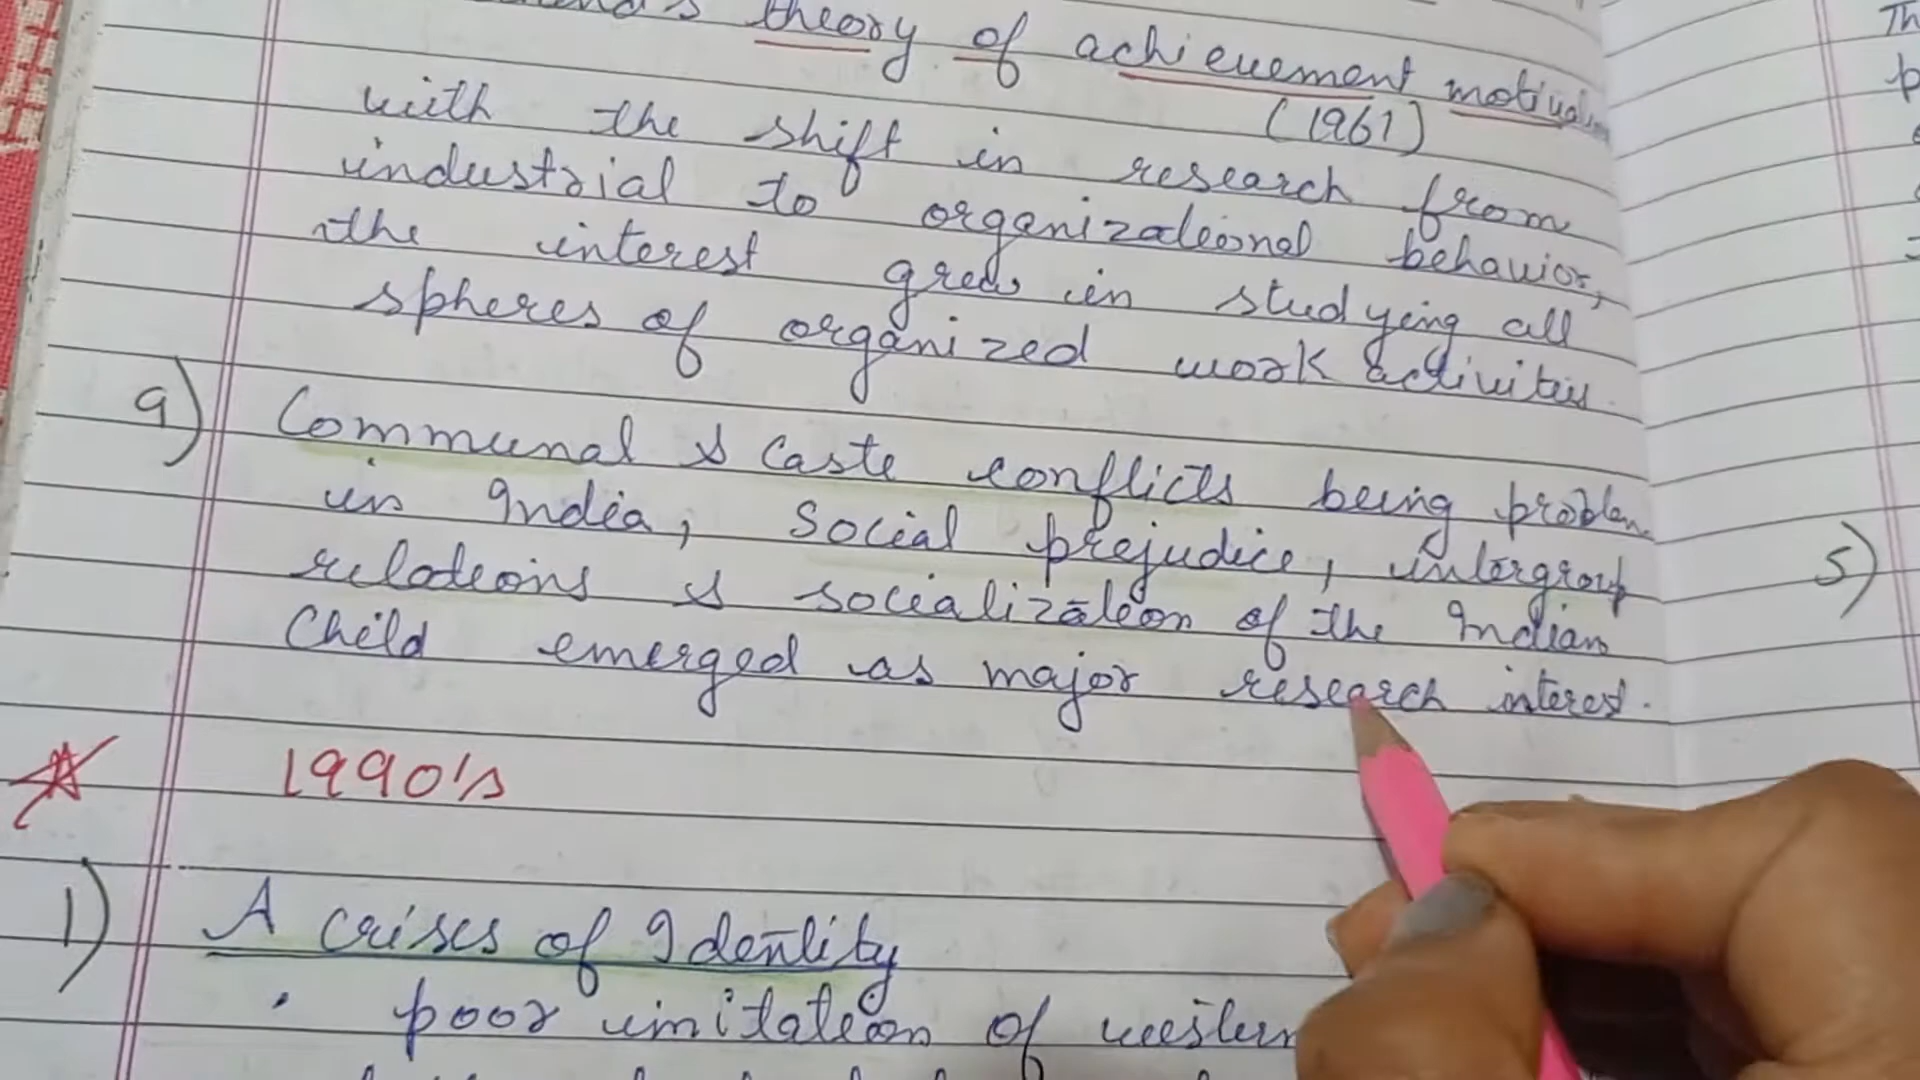 theory of achievement
(1961)
with the shift in research from
industrial to organizational behavior,
the interest grew in studying all
spheres of organized work activities.
9) Communal & Caste conflicts being problem
in India, Social prejudice, intergroup
relations & socialization of the Indian
Child emerged as major research interest.
1990's
1) A crises of Identity
• poor imitation of western
Th
5)